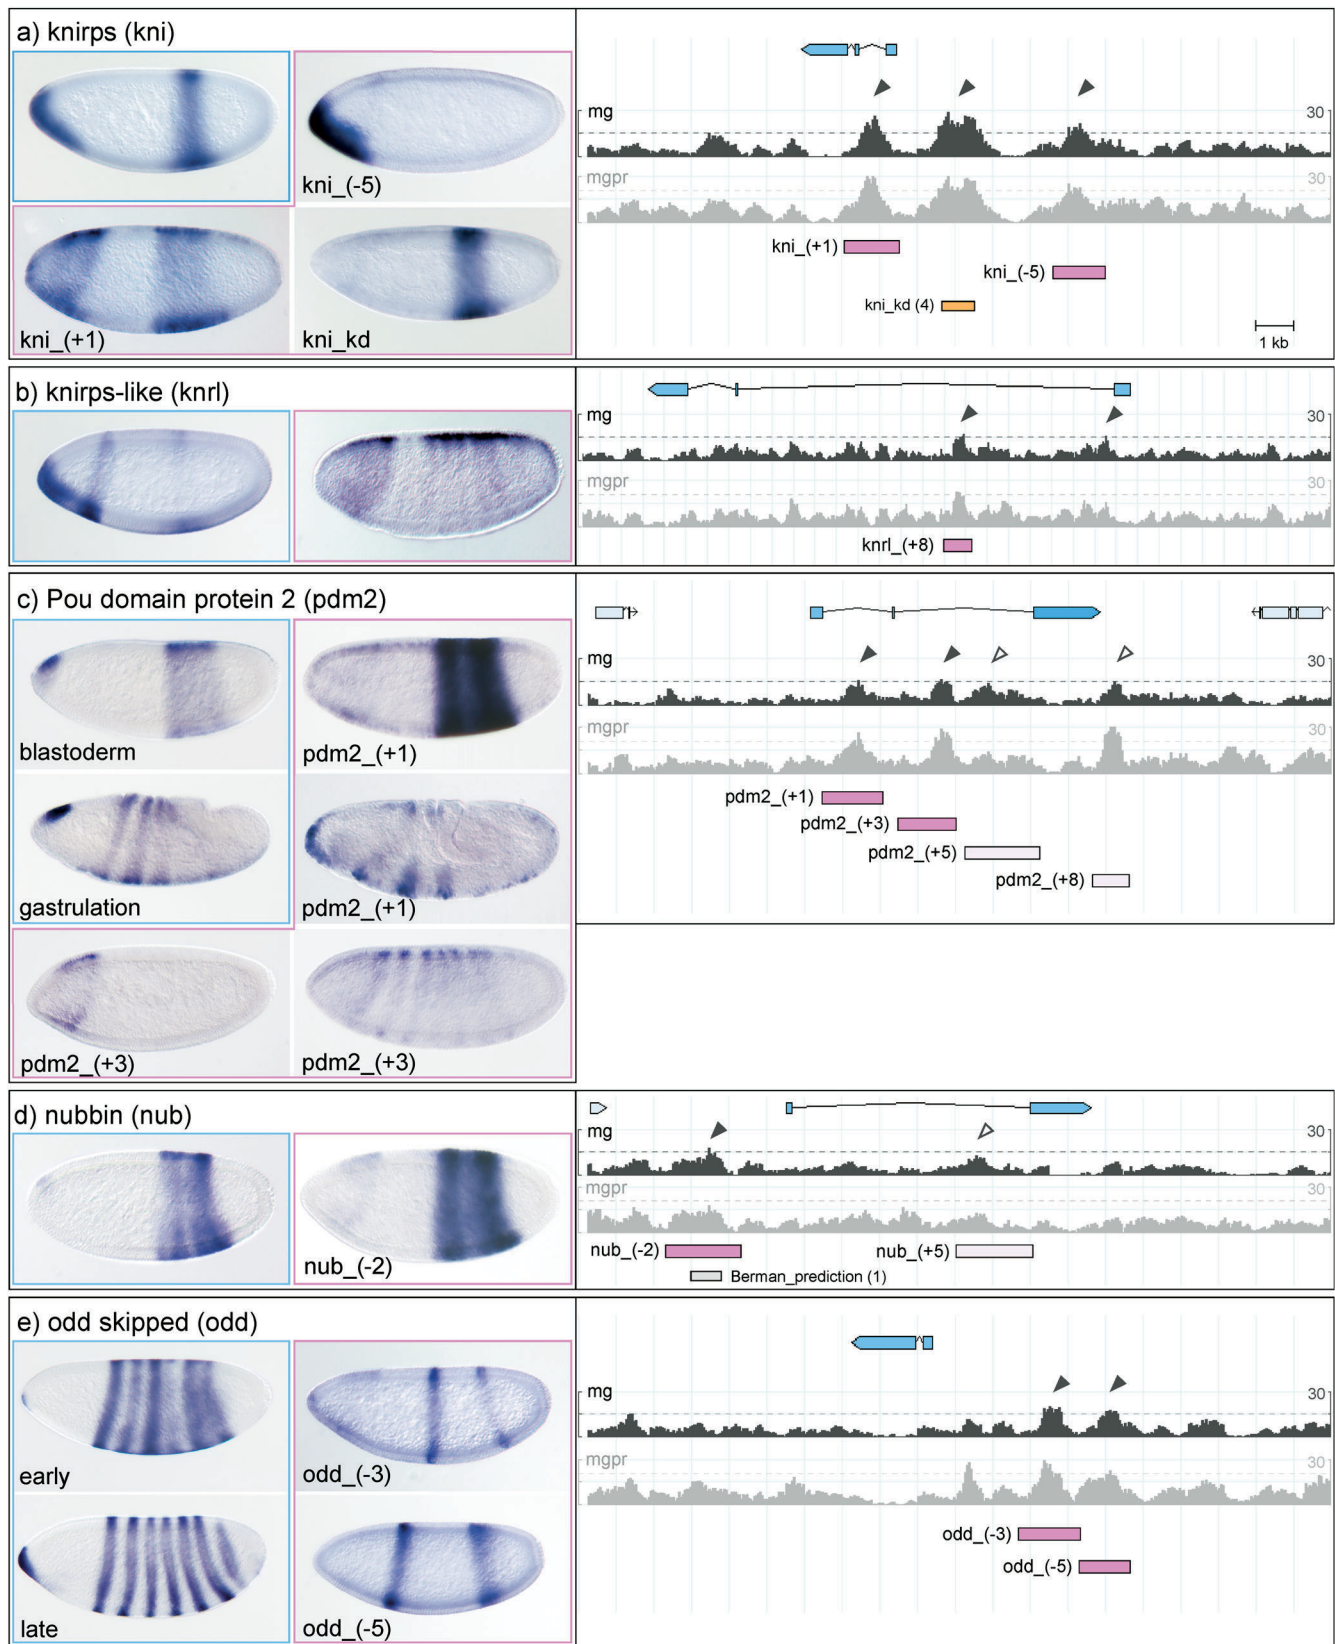 a) knirps (kni)
kni_(-5)
kni_(+1)
kni_kd
mg
30
mgpr
30
kni_(+1)
kni_(-5)
kni_kd (4)
1 kb
b) knirps-like (knrl)
mg
30
mgpr
30
knrl_(+8)
c) Pou domain protein 2 (pdm2)
blastoderm
pdm2_(+1)
gastrulation
pdm2_(+1)
pdm2_(+3)
pdm2_(+3)
mg
30
mgpr
30
pdm2_(+1)
pdm2_(+3)
pdm2_(+5)
pdm2_(+8)
d) nubbin (nub)
nub_(-2)
mg
30
mgpr
30
nub_(-2)
nub_(+5)
Berman_prediction (1)
e) odd skipped (odd)
early
odd_(-3)
late
odd_(-5)
mg
30
mgpr
30
odd_(-3)
odd_(-5)